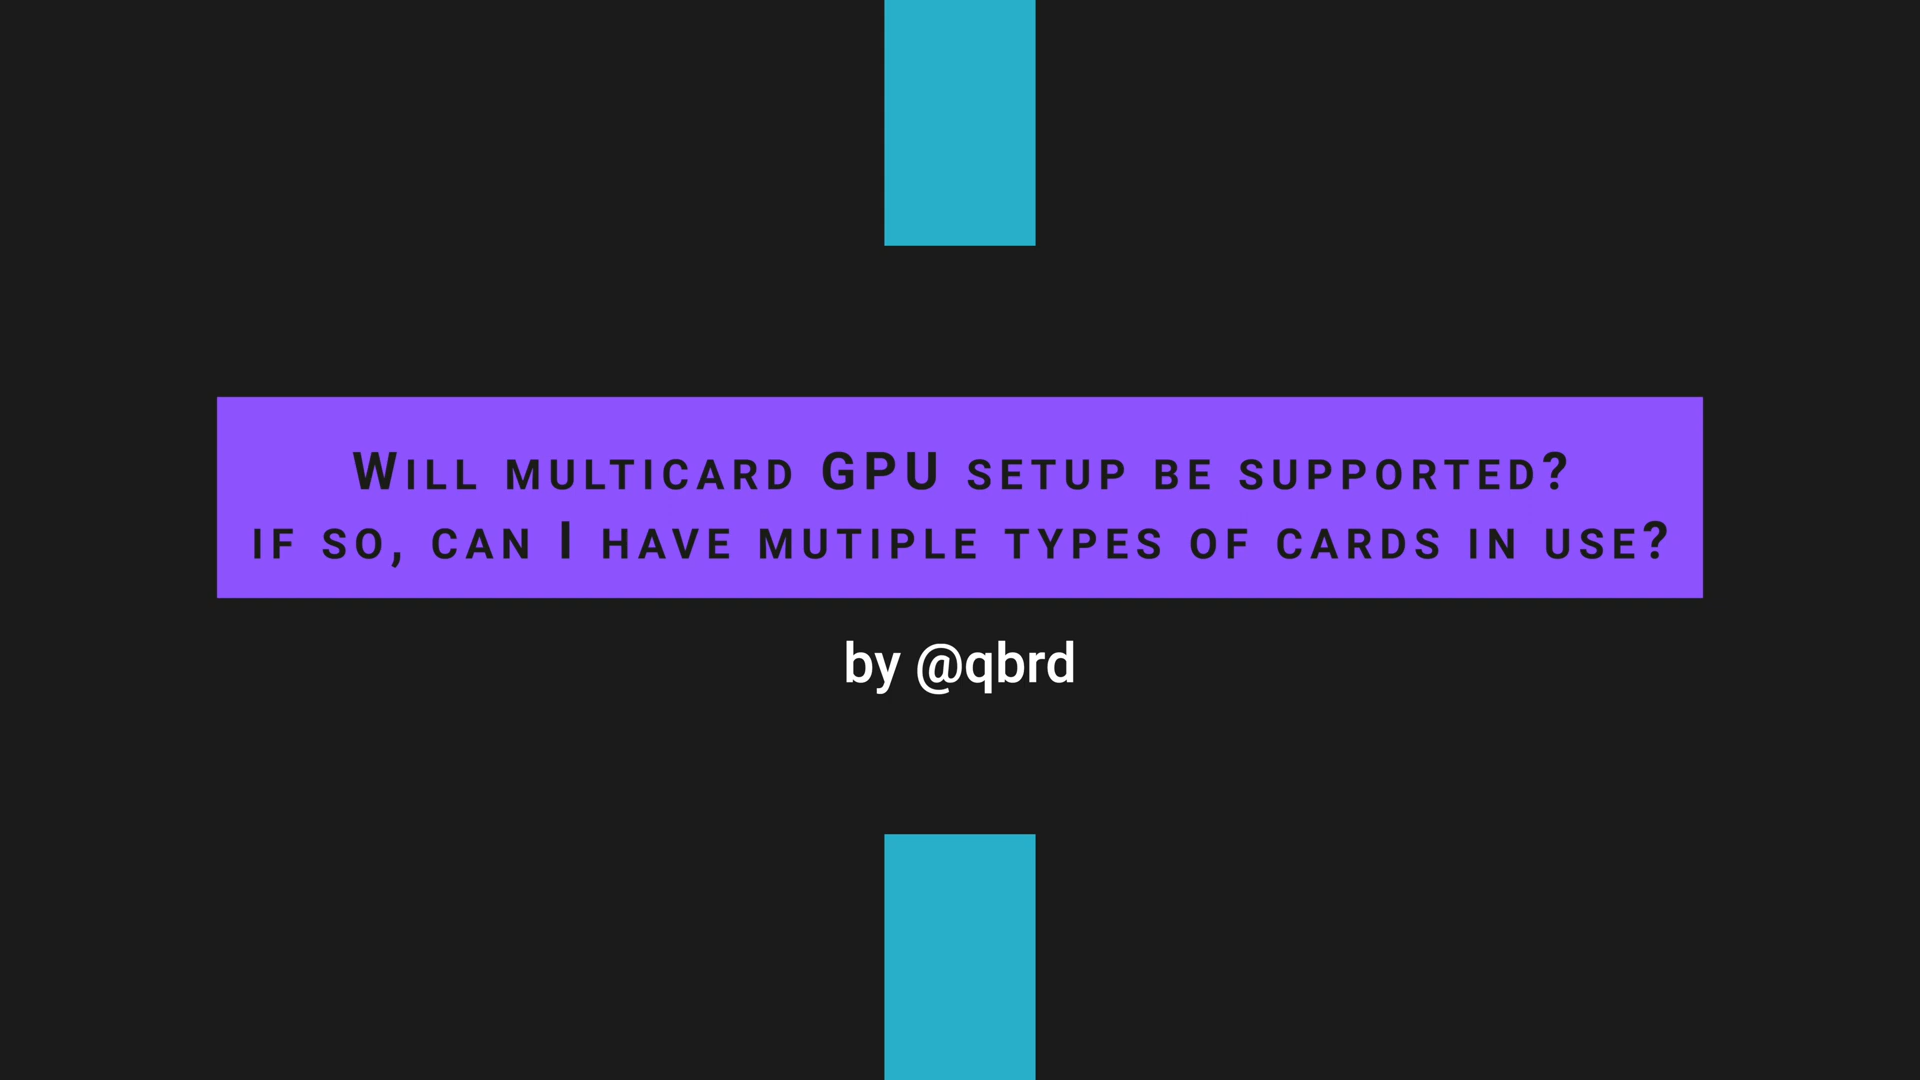 Will multicard GPU setup be supported?
if so, can I have mutiple types of cards in use?
by @qbrd